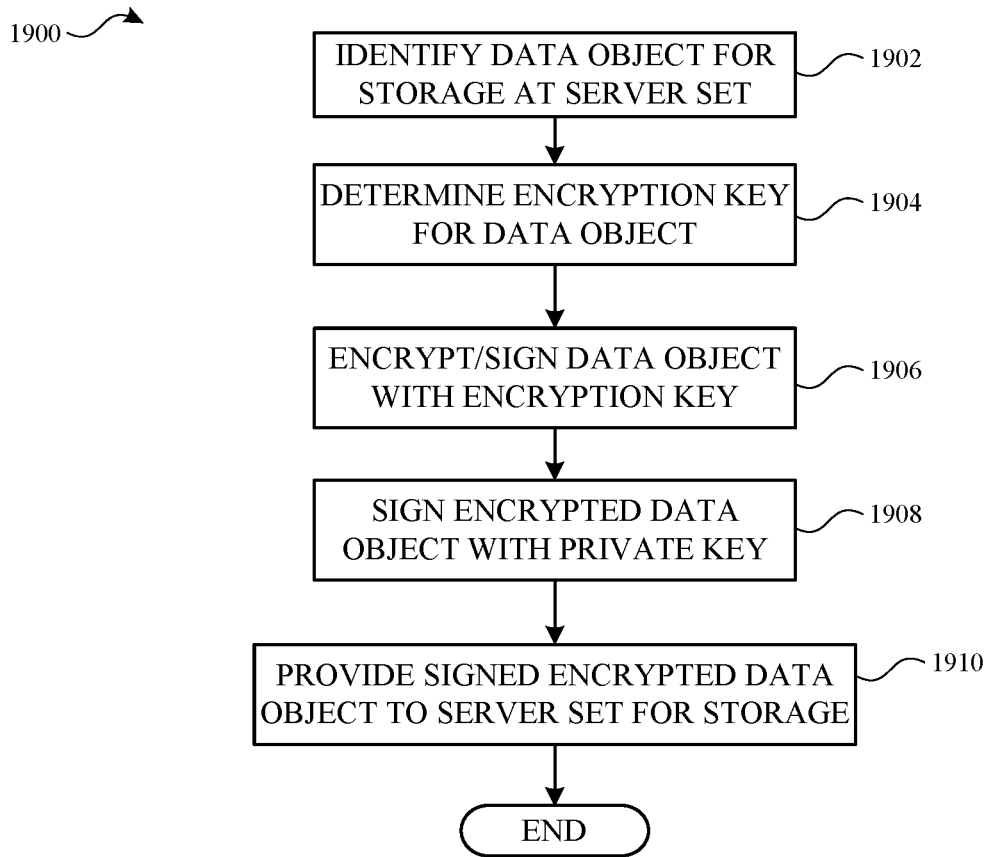 1900
IDENTIFY DATA OBJECT FOR
STORAGE AT SERVER SET
1902
DETERMINE ENCRYPTION KEY
FOR DATA OBJECT
1904
ENCRYPT/SIGN DATA OBJECT
WITH ENCRYPTION KEY
1906
SIGN ENCRYPTED DATA
OBJECT WITH PRIVATE KEY
1908
PROVIDE SIGNED ENCRYPTED DATA
OBJECT TO SERVER SET FOR STORAGE
1910
END